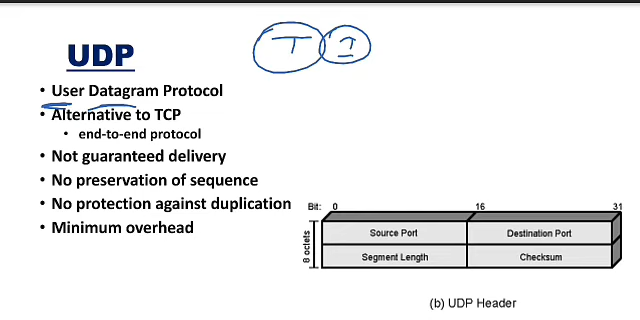 T 1
UDP
• User Datagram Protocol
• Alternative to TCP
• end-to-end protocol
• Not guaranteed delivery
• No preservation of sequence
• No protection against duplication
• Minimum overhead
Bit: 0 16 31
8 octets
Source Port Destination Port
Segment Length Checksum
(b) UDP Header